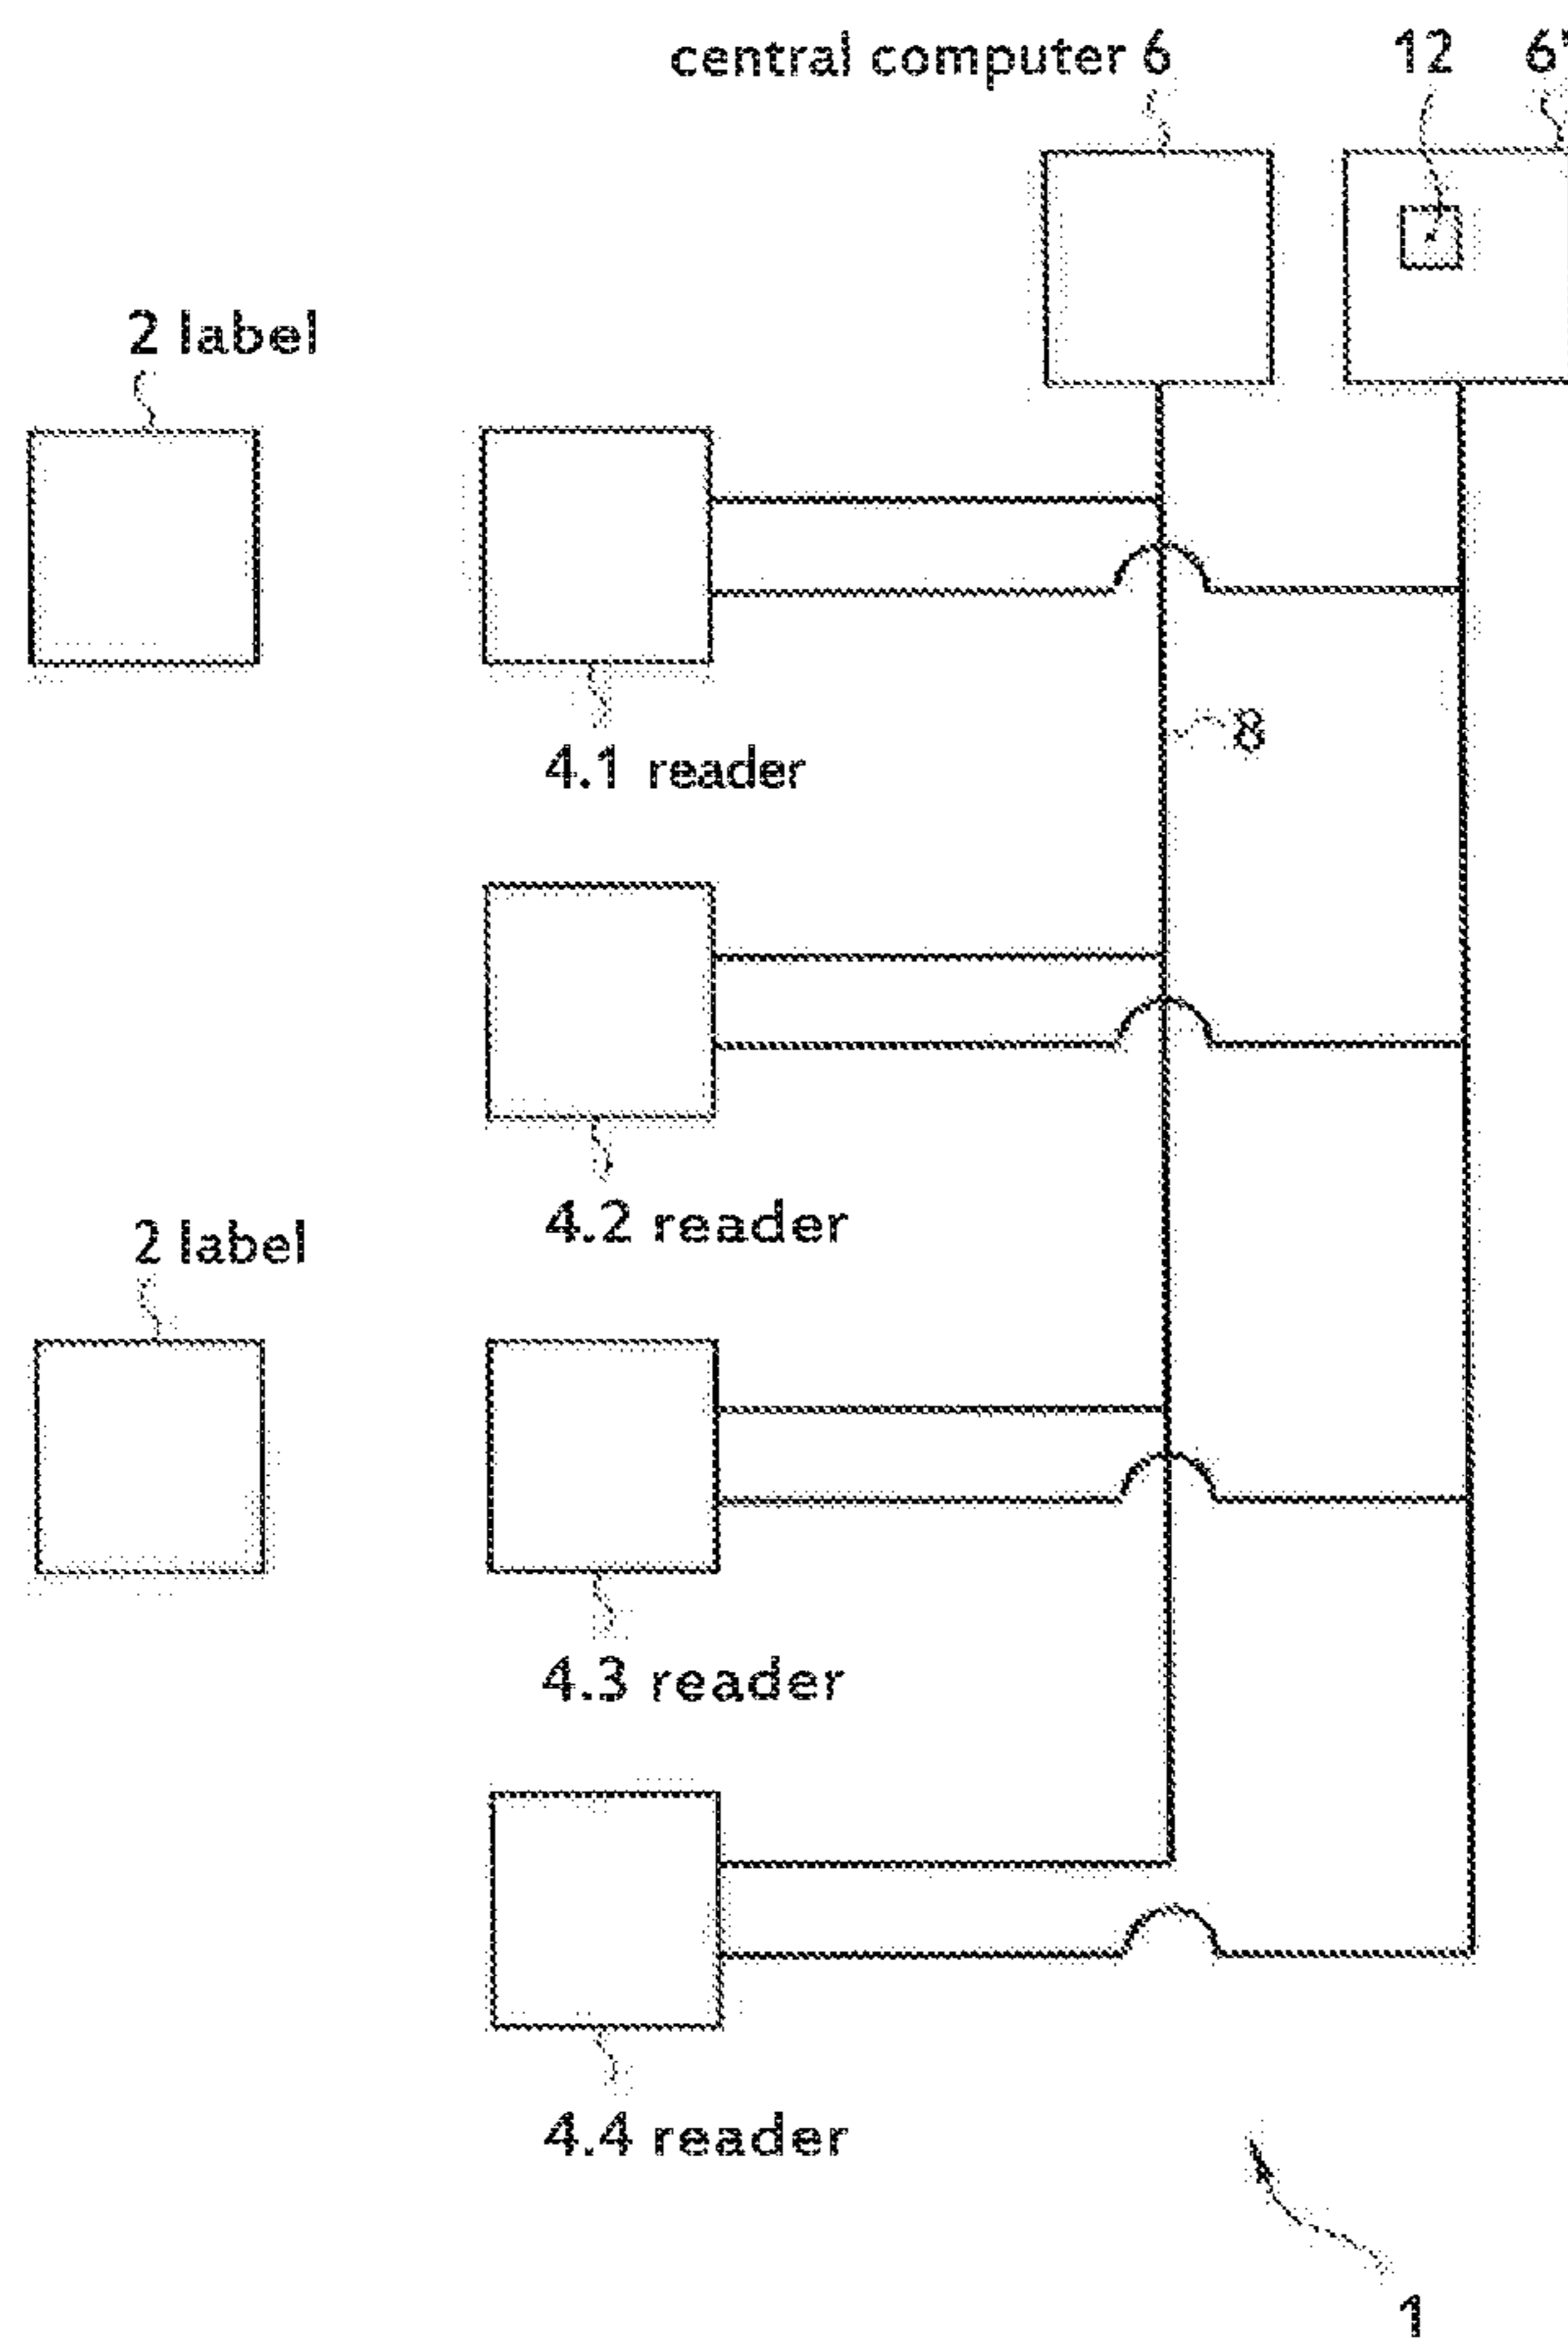 central computer 6 12 6'
2 label
4.1 reader
8
4.2 reader
2 label
4.3 reader
4.4 reader
1